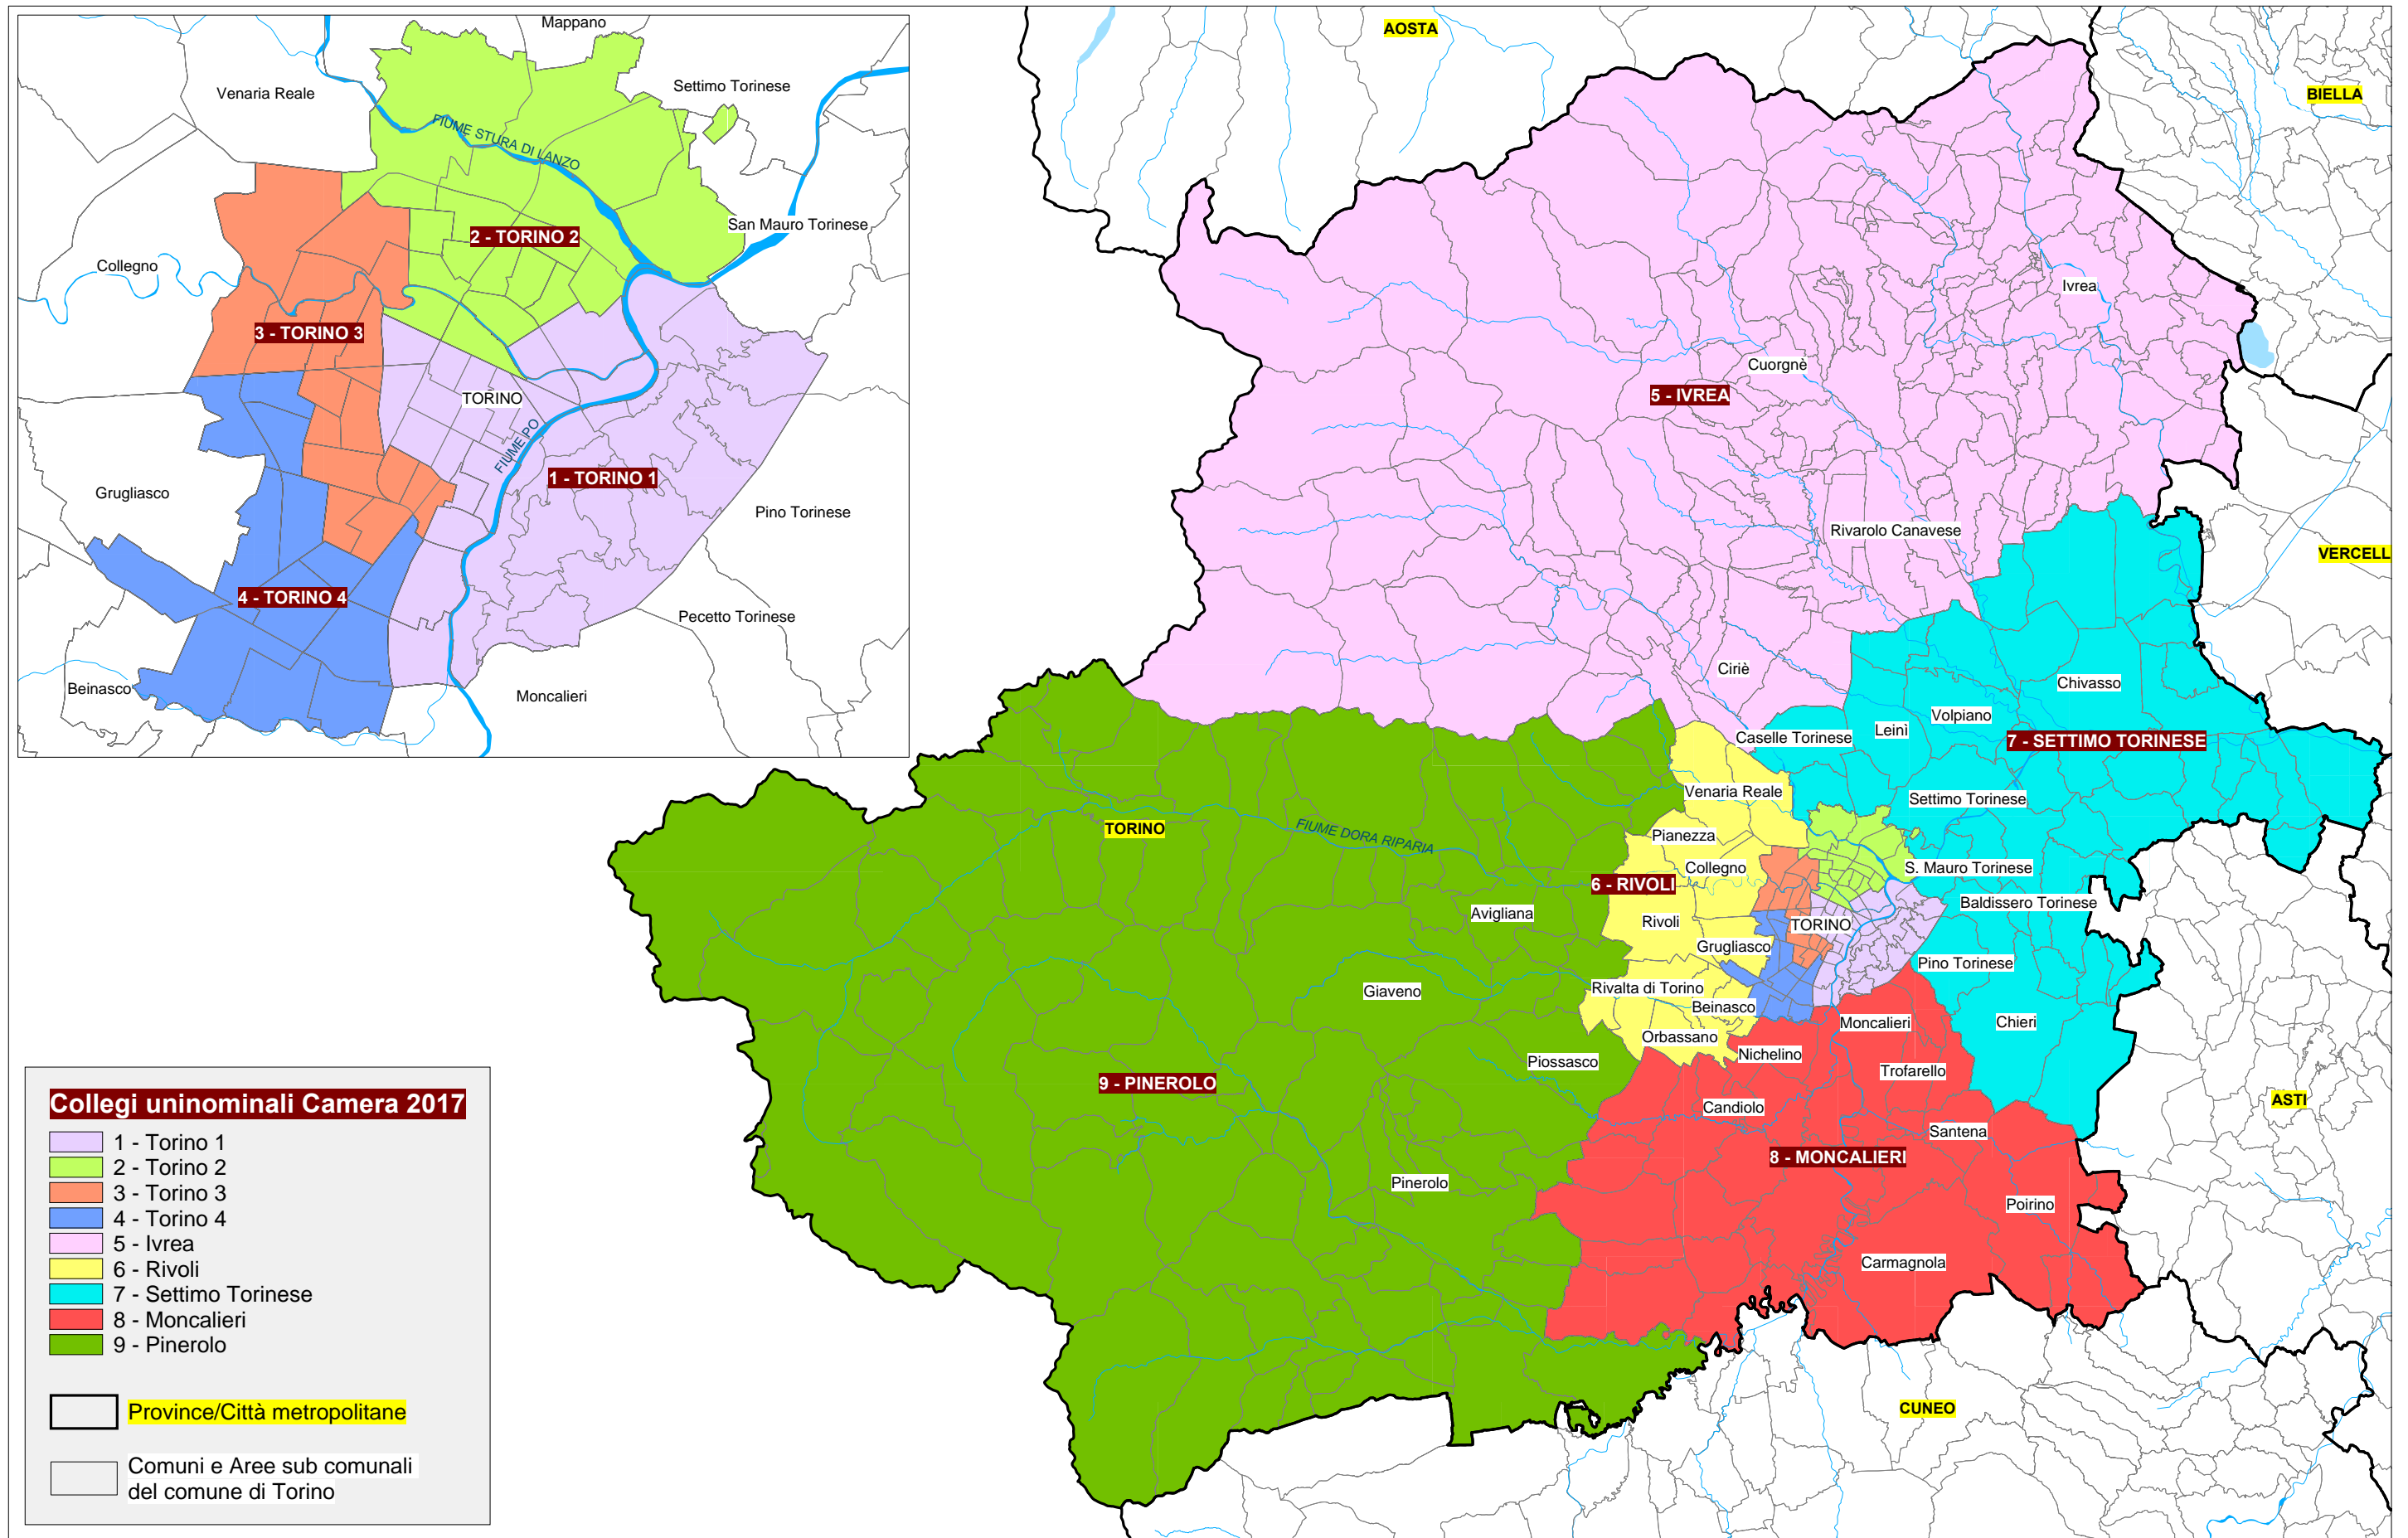 Mappano
Venaria Reale
Settimo Torinese
FIUME STURA DI LANZO
San Mauro Torinese
2 - TORINO 2
Collegno
3 - TORINO 3
TORINO
FIUME PO
1 - TORINO 1
Grugliasco
Pino Torinese
4 - TORINO 4
Pecetto Torinese
Beinasco
Moncalieri
AOSTA
BIELLA
Ivrea
Cuorgnè
5 - IVREA
Rivarolo Canavese
VERCELL
Ciriè
Chivasso
Volpiano
Leinì
Caselle Torinese
7 - SETTIMO TORINESE
Venaria Reale
Settimo Torinese
TORINO
FIUME DORA RIPARIA
Pianezza
Collegno
S. Mauro Torinese
6 - RIVOLI
Baldissero Torinese
Avigliana
Rivoli
TORINO
Grugliasco
Pino Torinese
Giaveno
Rivalta di Torino
Beinasco
Moncalieri
Chieri
Orbassano
Nichelino
Piossasco
Trofarello
9 - PINEROLO
Candiolo
ASTI
Santena
8 - MONCALIERI
Pinerolo
Poirino
Carmagnola
CUNEO
Collegi uninominali Camera 2017
1 - Torino 1
2 - Torino 2
3 - Torino 3
4 - Torino 4
5 - Ivrea
6 - Rivoli
7 - Settimo Torinese
8 - Moncalieri
9 - Pinerolo
Province/Città metropolitane
Comuni e Aree sub comunali
del comune di Torino